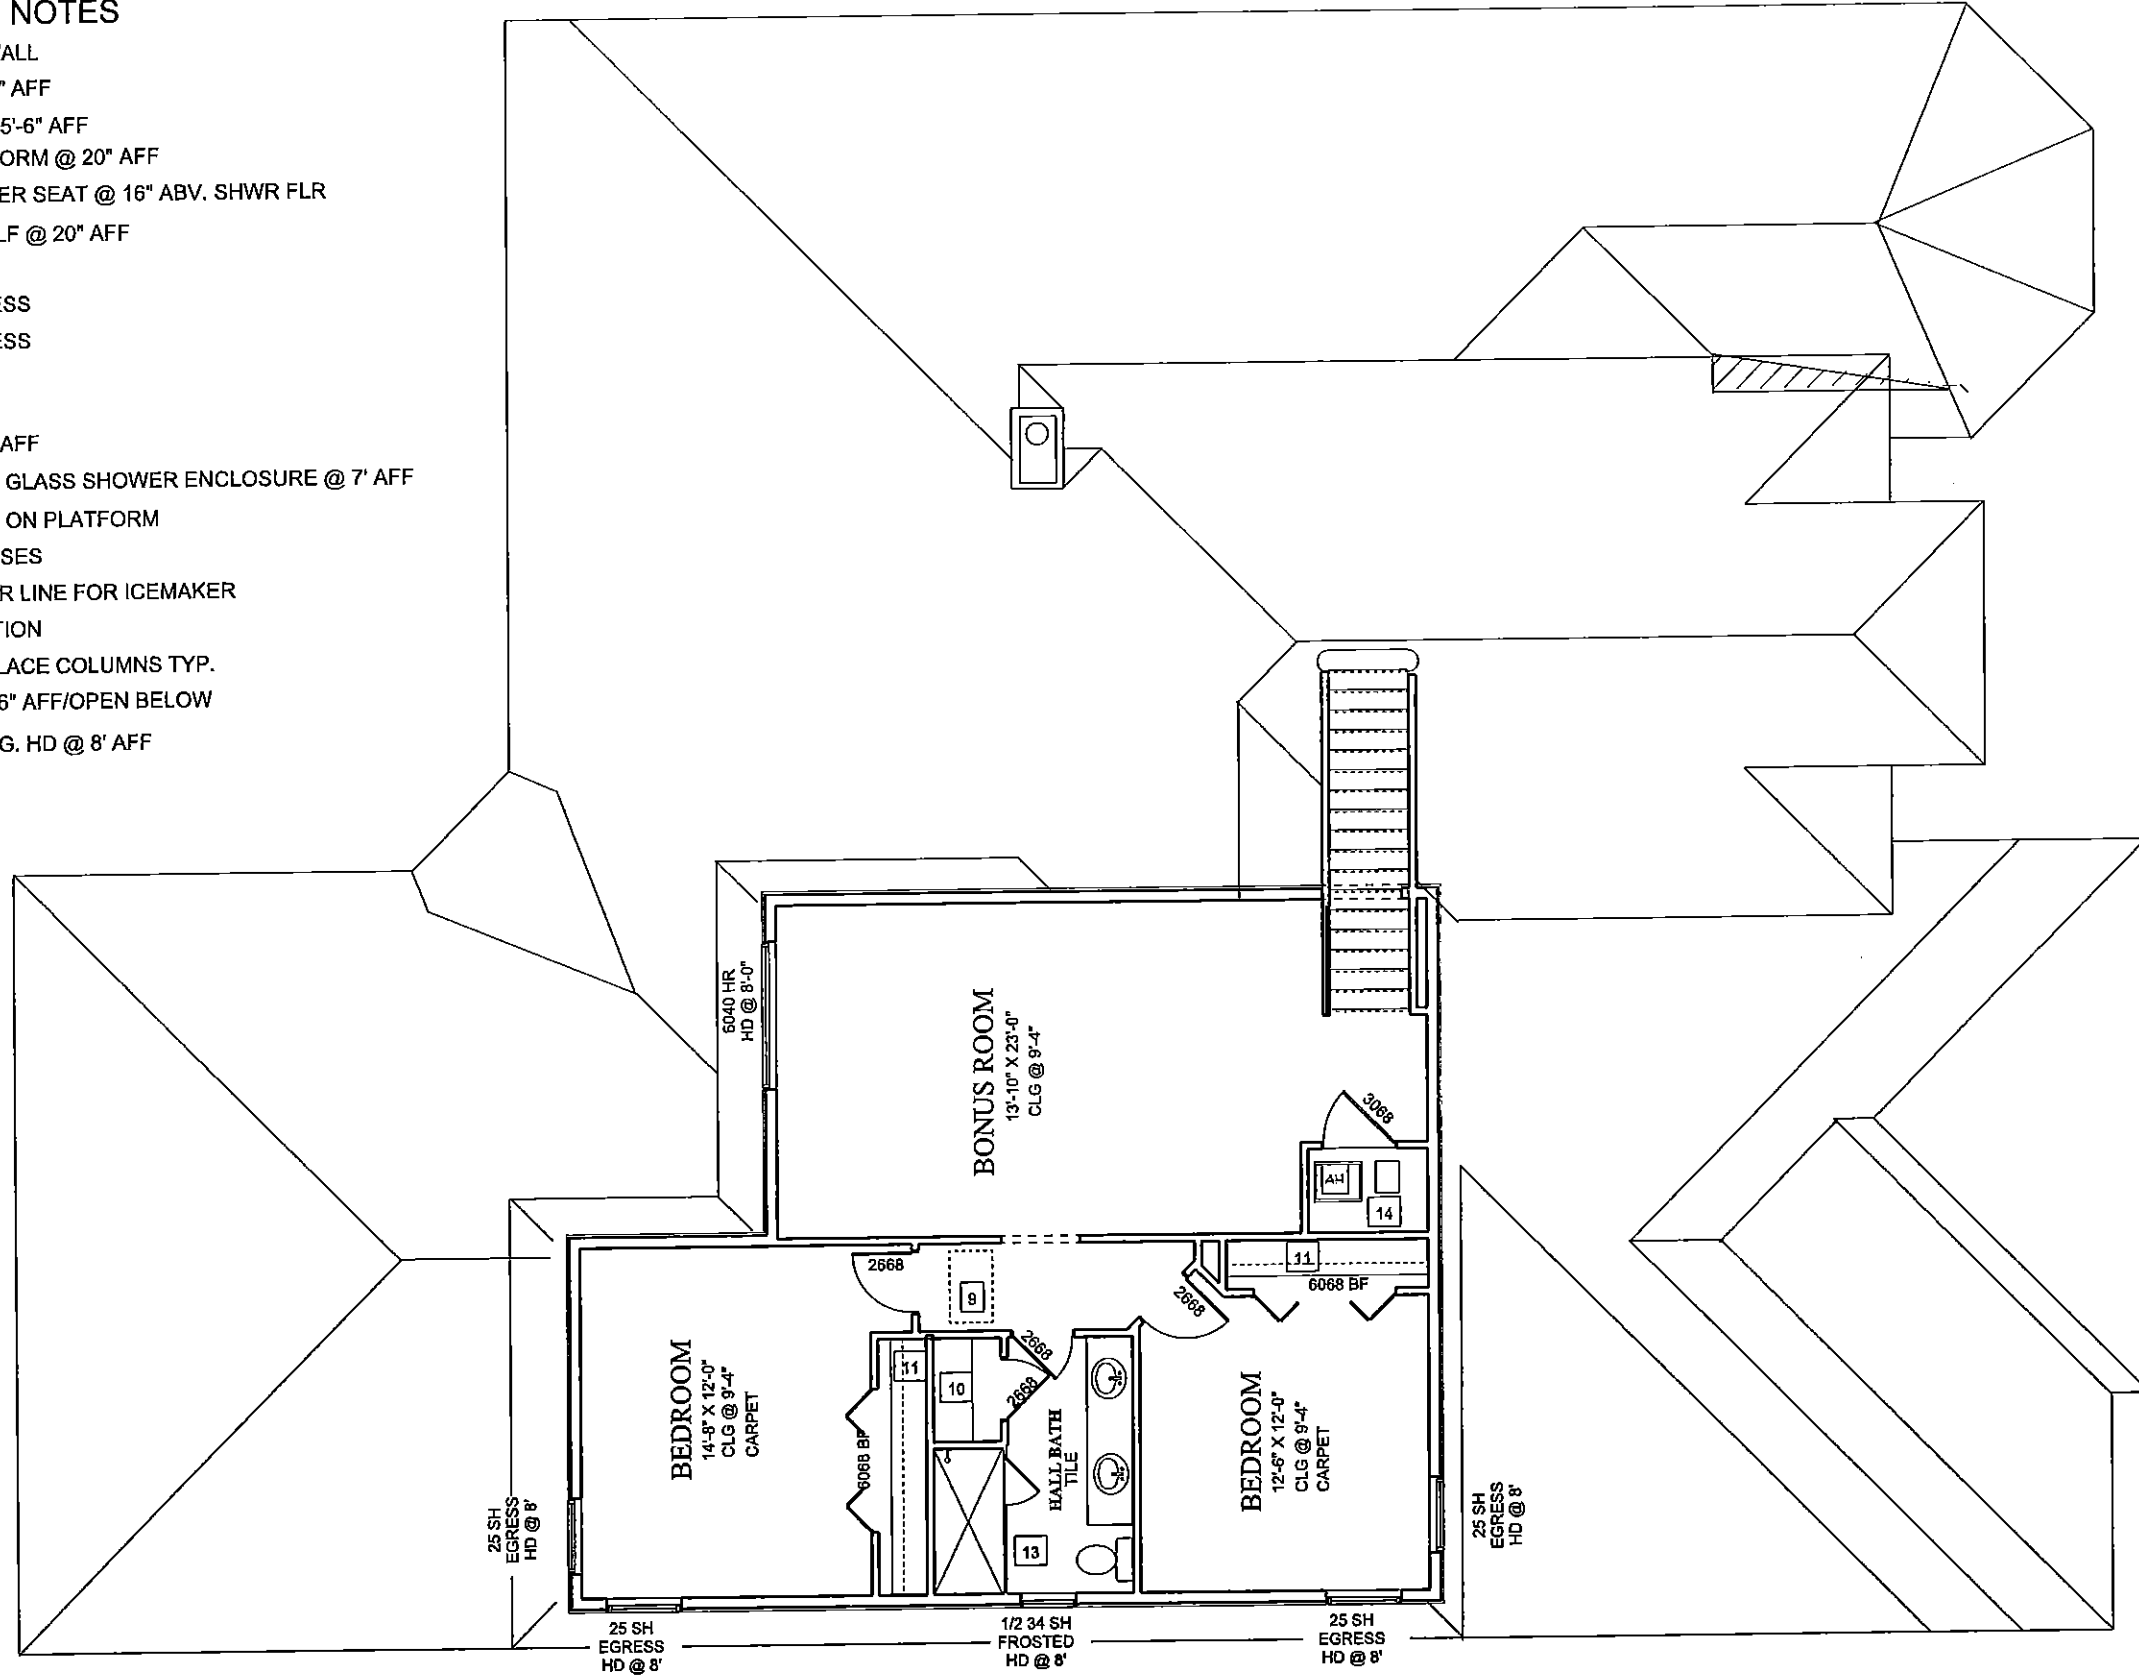 NOTES
ALL
" AFF
5'-6" AFF
ORM @ 20" AFF
ER SEAT @ 16" ABV. SHWR FLR
LF @ 20" AFF
ESS
ESS
AFF
GLASS SHOWER ENCLOSURE @ 7' AFF
ON PLATFORM
SES
R LINE FOR ICEMAKER
TION
LACE COLUMNS TYP.
6" AFF/OPEN BELOW
G. HD @ 8' AFF
6040 HR
HD @ 8'-0"
BONUS ROOM
13'-10" X 23'-0"
CLG @ 9'-4"
3068
AH
14
2668
9
11
6068 BF
2668
BEDROOM
14'-8" X 12'-0"
CLG @ 9'-4"
CARPET
11
6068 BF
10
2668
2668
HALL BATH
TILE
13
BEDROOM
12'-6" X 12'-0"
CLG @ 9'-4"
CARPET
25 SH
EGRESS
HD @ 8'
25 SH
EGRESS
HD @ 8'
25 SH
EGRESS
HD @ 8'
1/2 34 SH
FROSTED
HD @ 8'
25 SH
EGRESS
HD @ 8'